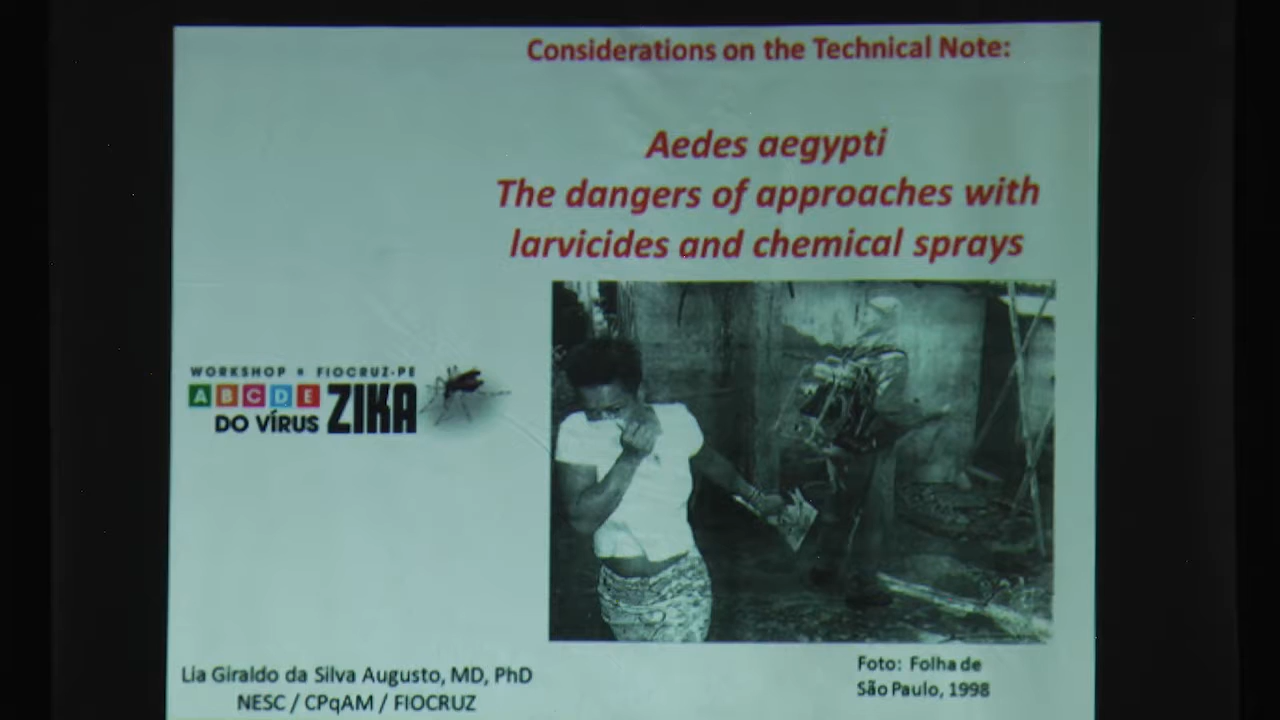 Considerations on the Technical Note:
Aedes aegypti
The dangers of approaches with
larvicides and chemical sprays
WORKSHOP • FIOCRUZ-PE
A B C D E ZIKA
DO VÍRUS
Lia Giraldo da Silva Augusto, MD, PhD
NESC / CPqAM / FIOCRUZ
Foto: Folha de
São Paulo, 1998